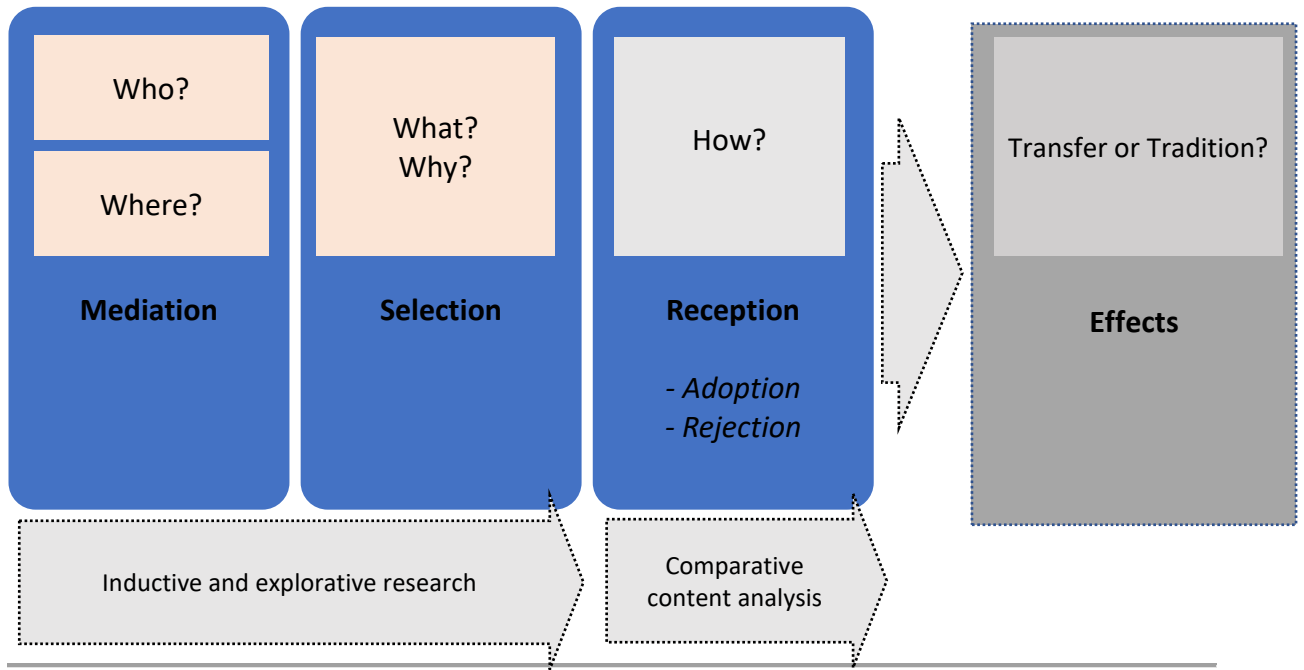 Who?
Where?
Mediation
What?
Why?
Selection
How?
Reception
- Adoption
- Rejection
Transfer or Tradition?
Effects
Inductive and explorative research
Comparative
content analysis